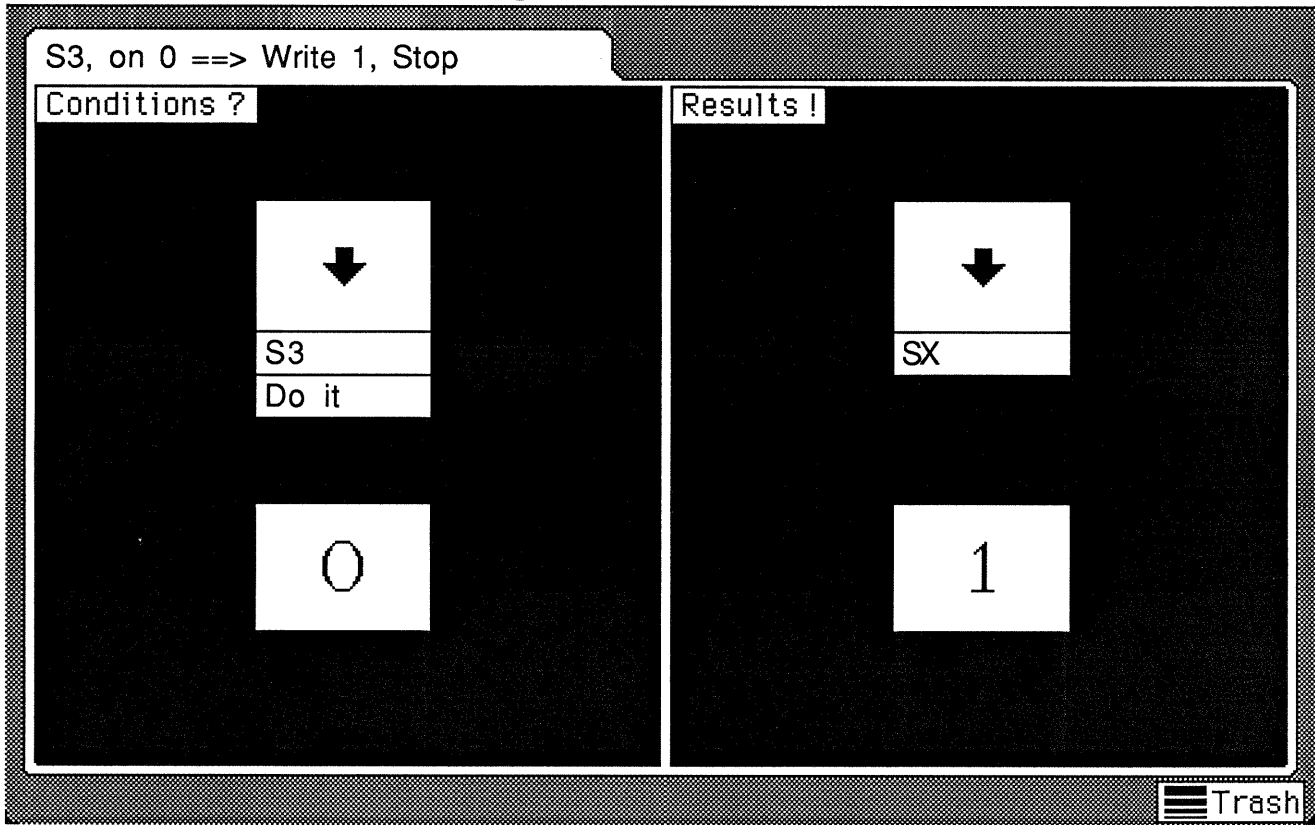 S3, on 0 ==> Write 1, Stop
Conditions ?
Results !
S3
Do it
0
SX
1
Trash